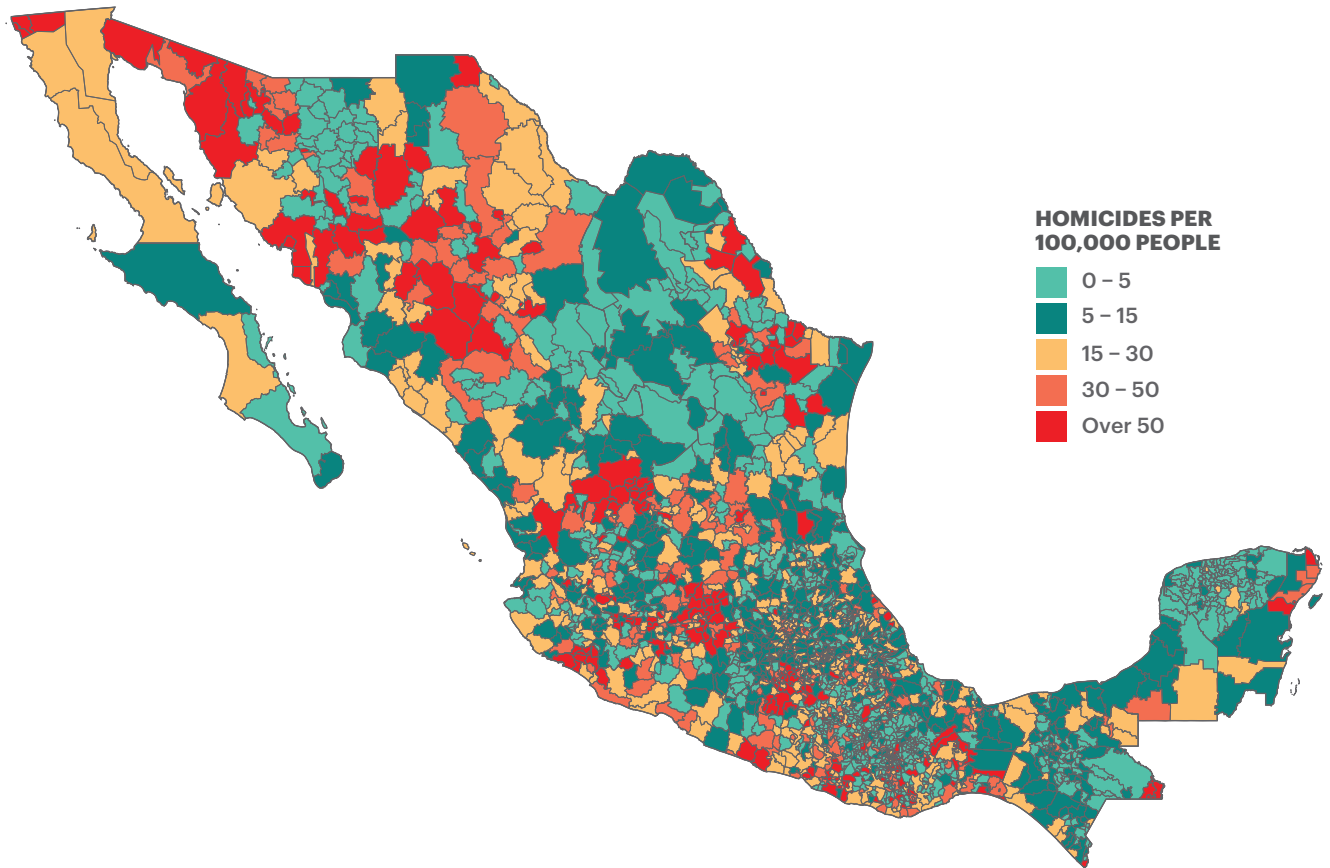 HOMICIDES PER
100,000 PEOPLE
0 – 5
5 – 15
15 – 30
30 – 50
Over 50